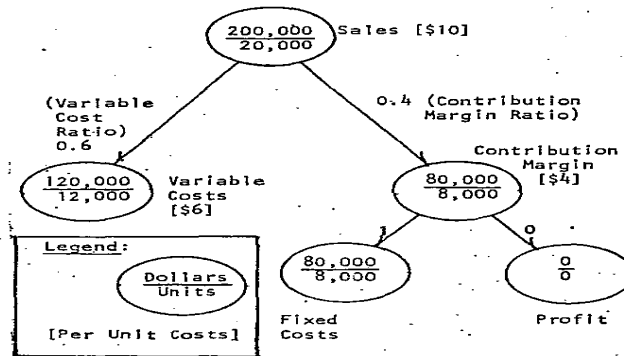 200,000
20,000
Sales [$10]
(Variable
Cost
Ratio)
0.6
0.4 (Contribution
Margin Ratio)
120,000
12,000
Variable
Costs
[$6]
80,000
8,000
Contribution
Margin
[$4]
Legend:
Dollars
Units
[Per Unit Costs]
1
0
80,000
8,000
Fixed
Costs
0
0
Profit